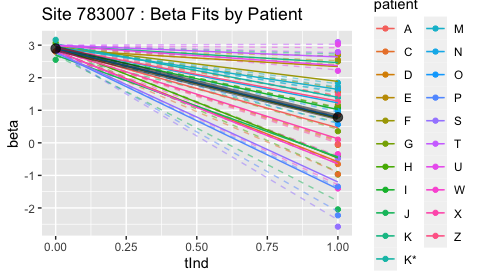 Site 783007 : Beta Fits by Patient
patient
A
C
D
E
F
G
H
I
J
K
K*
M
N
O
P
S
T
U
W
X
Z
beta
3
2
1
0
-1
-2
0.00
0.25
0.50
0.75
1.00
tInd